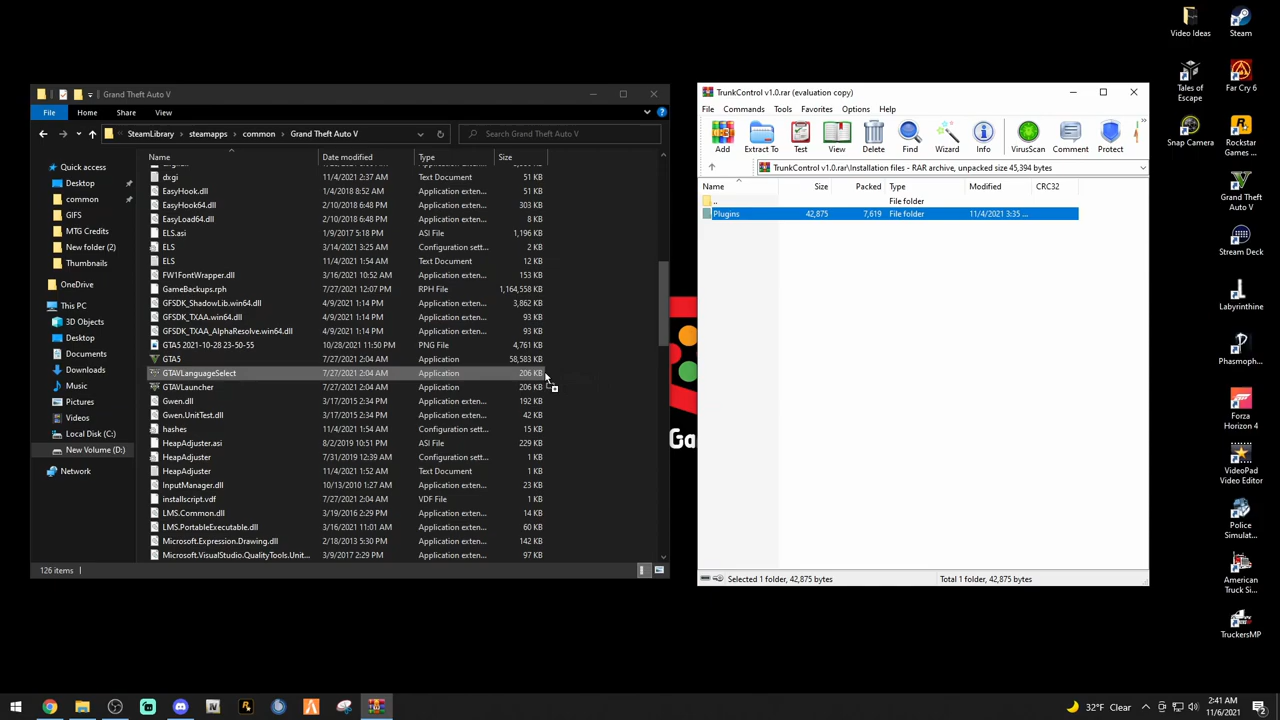 Video Ideas
Steam
Tales of Escape
Far Cry 6
Snap Camera
Rockstar Games ...
Grand Theft Auto V
Stream Deck
Labyrinthine
Phasmoph...
Forza Horizon 4
VideoPad Video Editor
Police Simulat...
American Truck Si...
TruckersMP
Grand Theft Auto V
File Home Share View
SteamLibrary > steamapps > common > Grand Theft Auto V
Search Grand Theft Auto V
Name Date modified Type Size
Quick access
Desktop
common
GIFS
MTG Credits
New folder (2)
Thumbnails
OneDrive
This PC
3D Objects
Desktop
Documents
Downloads
Music
Pictures
Videos
Local Disk (C:)
New Volume (D:)
Network
dxgi 11/4/2021 2:37 AM Text Document 51 KB
EasyHook.dll 1/4/2018 8:52 AM Application exten... 51 KB
EasyHook64.dll 2/10/2018 6:48 PM Application exten... 303 KB
EasyLoad64.dll 2/10/2018 6:48 PM Application exten... 8 KB
ELS.asi 1/9/2017 5:18 PM ASI File 1,196 KB
ELS 3/14/2021 3:25 AM Configuration sett... 2 KB
ELS 11/4/2021 1:54 AM Text Document 12 KB
FW1FontWrapper.dll 3/16/2021 10:52 AM Application exten... 153 KB
GameBackups.rph 7/27/2021 12:07 PM RPH File 1,164,558 KB
GFSDK_ShadowLib.win64.dll 4/9/2021 1:14 PM Application exten... 3,862 KB
GFSDK_TXAA.win64.dll 4/9/2021 1:14 PM Application exten... 93 KB
GFSDK_TXAA_AlphaResolve.win64.dll 4/9/2021 1:14 PM Application exten... 93 KB
GTA5 2021-10-28 23-50-55 10/28/2021 11:50 PM PNG File 4,761 KB
GTA5 7/27/2021 2:04 AM Application 58,583 KB
GTAVLanguageSelect 7/27/2021 2:04 AM Application 206 KB
GTAVLauncher 7/27/2021 2:04 AM Application 206 KB
Gwen.dll 3/17/2015 2:34 PM Application exten... 192 KB
Gwen.UnitTest.dll 3/17/2015 2:34 PM Application exten... 42 KB
hashes 11/4/2021 1:54 AM Configuration sett... 15 KB
HeapAdjuster.asi 8/2/2019 10:51 PM ASI File 229 KB
HeapAdjuster 7/31/2019 12:39 AM Configuration sett... 1 KB
HeapAdjuster 11/4/2021 1:52 AM Text Document 1 KB
InputManager.dll 10/13/2010 1:27 AM Application exten... 23 KB
installscript.vdf 7/27/2021 2:04 AM VDF File 1 KB
LMS.Common.dll 3/19/2016 2:29 PM Application exten... 14 KB
LMS.PortableExecutable.dll 3/16/2021 11:01 AM Application exten... 60 KB
Microsoft.Expression.Drawing.dll 2/10/2018 6:48 PM Application exten... 142 KB
Microsoft.VisualStudio.QualityTools.Unit... 3/9/2017 2:29 PM Application exten... 97 KB
126 items
Ga
TrunkControl v1.0.rar (evaluation copy)
File Commands Tools Favorites Options Help
Add Extract To Test View Delete Find Wizard Info VirusScan Comment Protect
TrunkControl v1.0.rar\Installation files - RAR archive, unpacked size 45,394 bytes
Name Size Packed Type Modified CRC32
.. File folder
Plugins 42,875 7,619 File folder 11/4/2021 3:35 ...
Selected 1 folder, 42,875 bytes
Total 1 folder, 42,875 bytes
32°F Clear
2:41 AM
11/6/2021
2